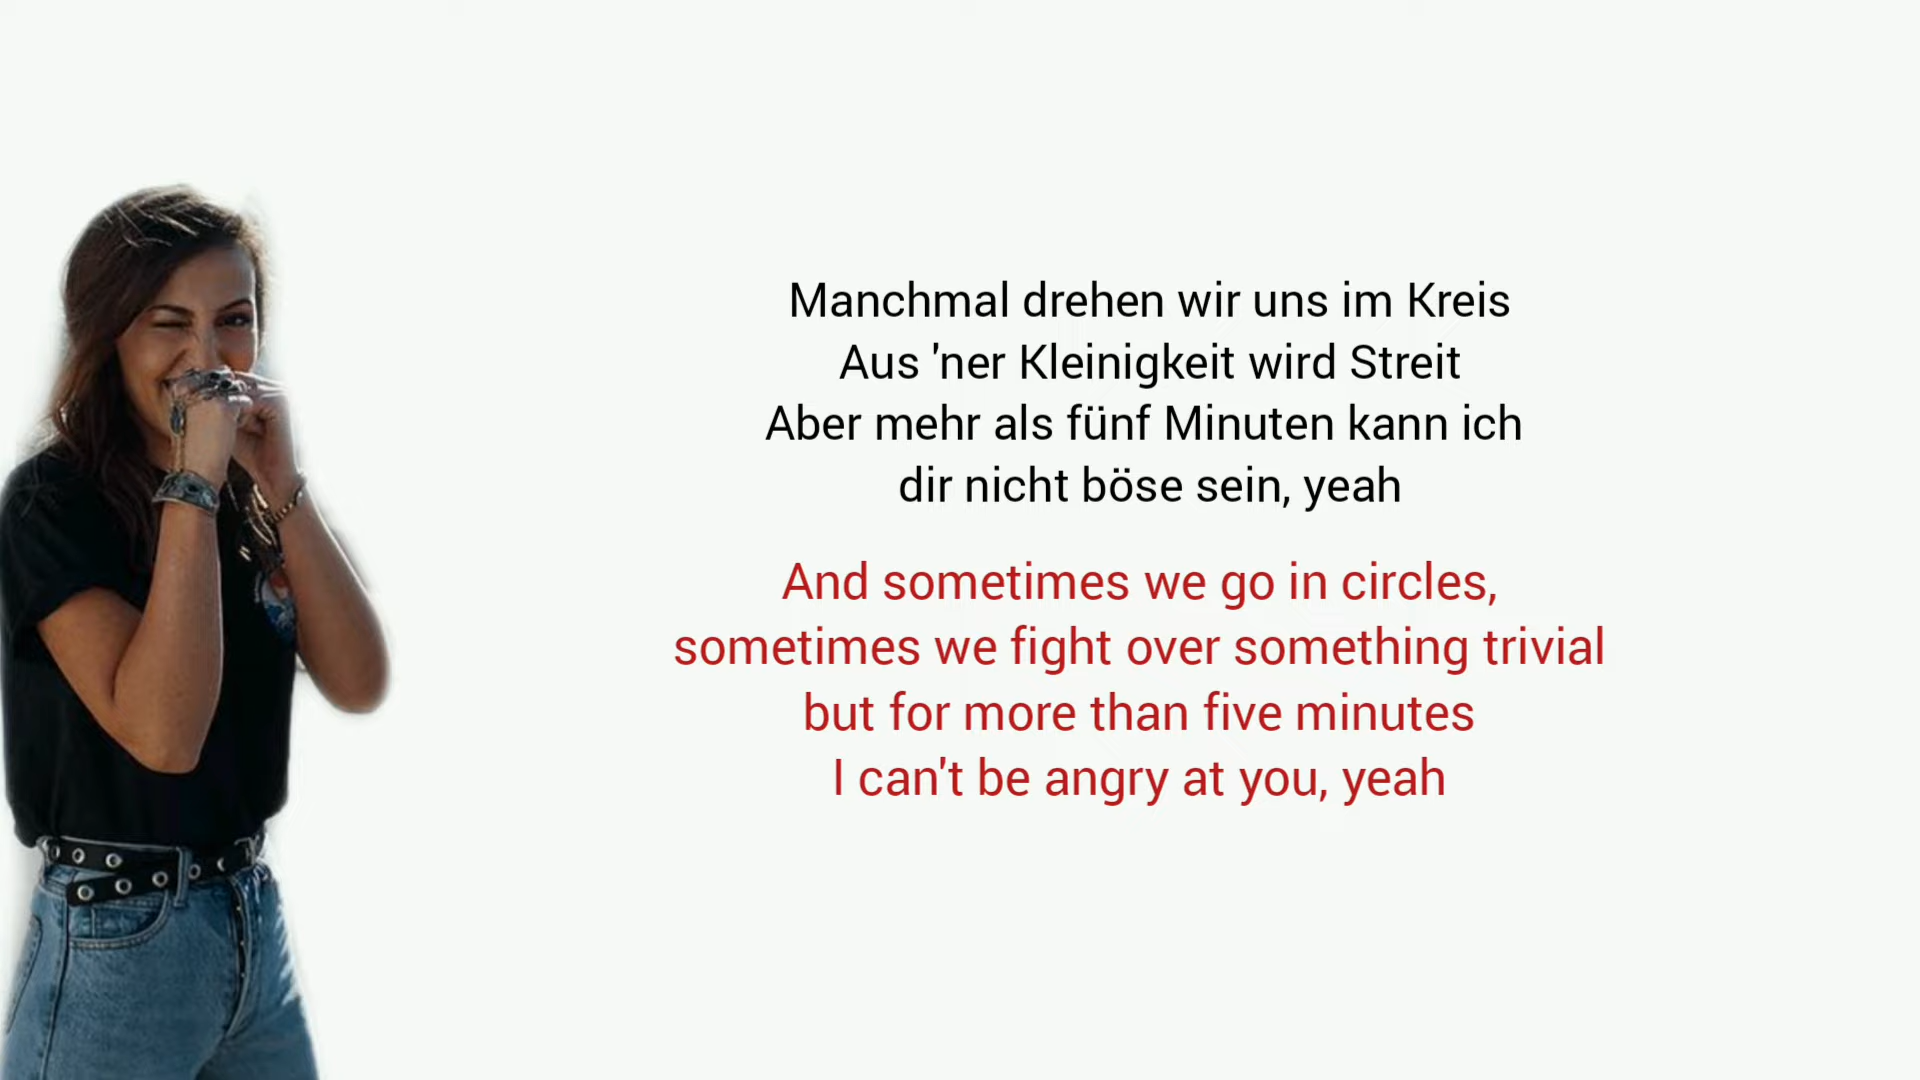 Manchmal drehen wir uns im Kreis
Aus 'ner Kleinigkeit wird Streit
Aber mehr als fünf Minuten kann ich
dir nicht böse sein, yeah
And sometimes we go in circles,
sometimes we fight over something trivial
but for more than five minutes
I can't be angry at you, yeah